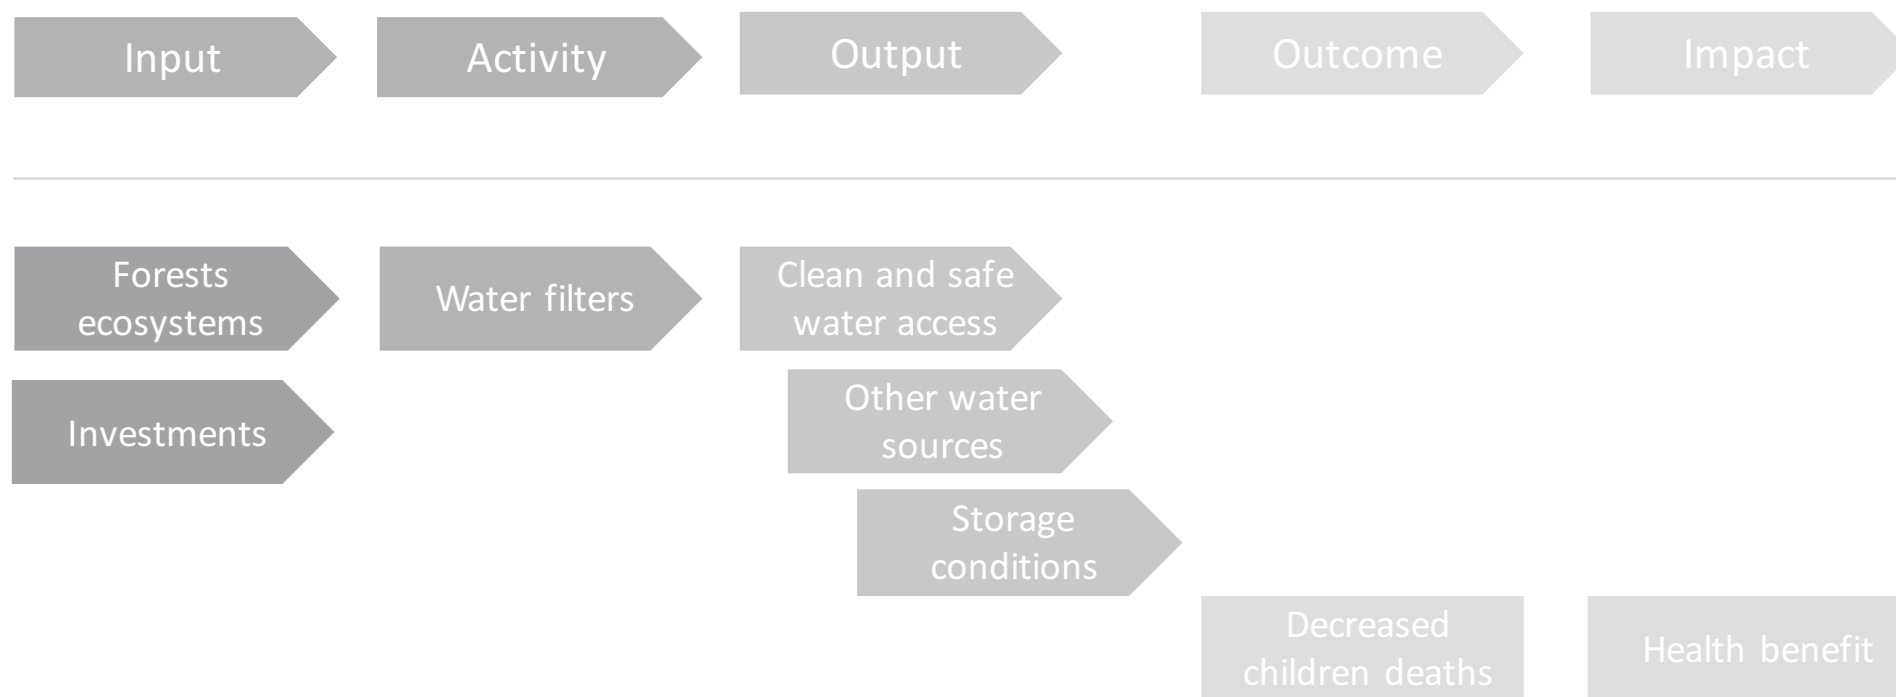 Input
Activity
Output
Outcome
Impact
Forests
ecosystems
Water filters
Clean and safe
water access
Investments
Other water
sources
Storage
conditions
Decreased
children deaths
Health benefit